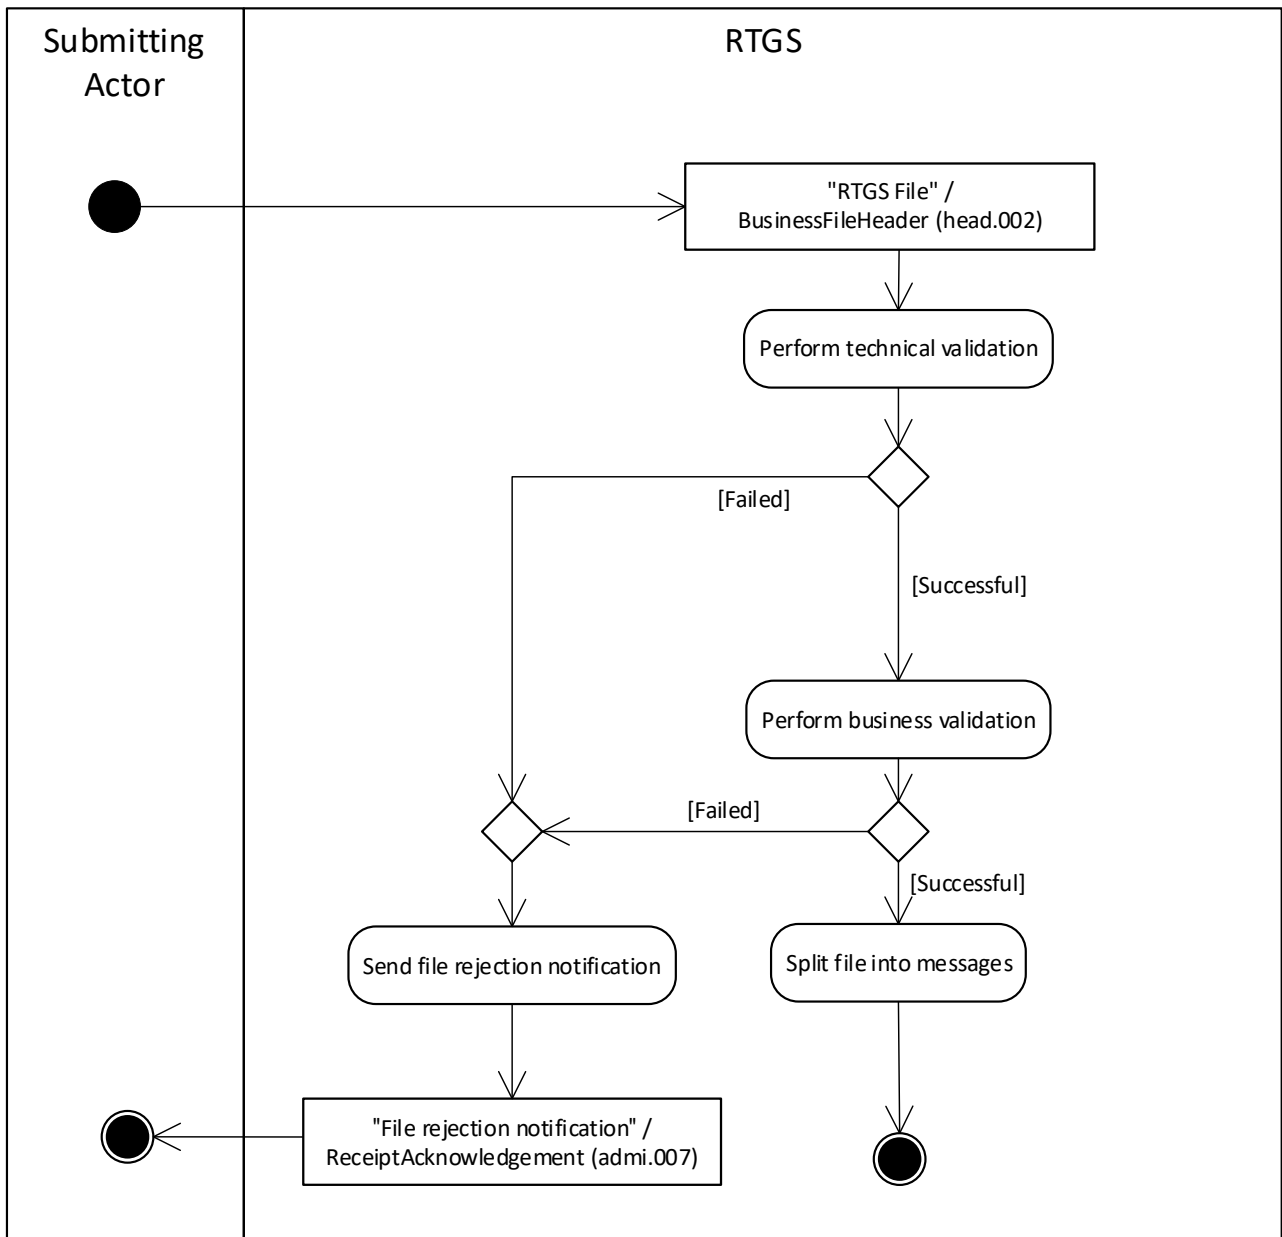 Submitting
Actor
RTGS
"RTGS File" /
BusinessFileHeader (head.002)
Perform technical validation
[Failed]
[Successful]
Perform business validation
[Failed]
[Successful]
Send file rejection notification
Split file into messages
"File rejection notification" /
ReceiptAcknowledgement (admi.007)